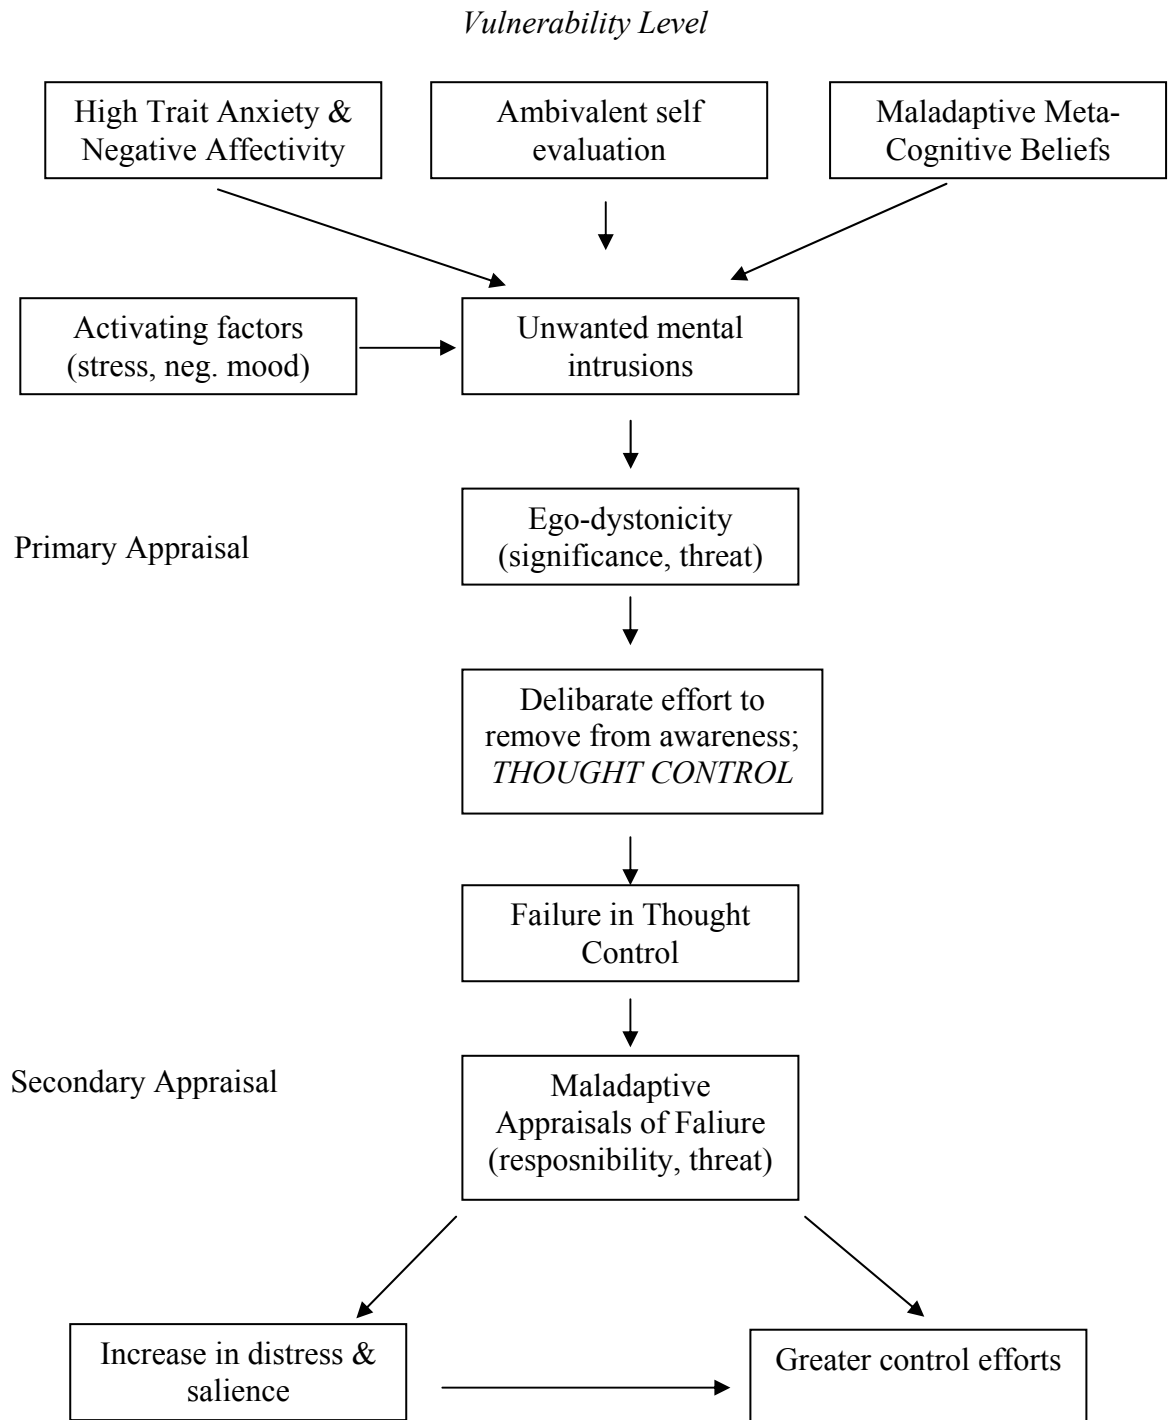 Vulnerability Level
High Trait Anxiety &
Negative Affectivity
Ambivalent self
evaluation
Maladaptive Meta-
Cognitive Beliefs
Activating factors
(stress, neg. mood)
Unwanted mental
intrusions
Primary Appraisal
Ego-dystonicity
(significance, threat)
Delibarate effort to
remove from awareness;
THOUGHT CONTROL
Failure in Thought
Control
Secondary Appraisal
Maladaptive
Appraisals of Faliure
(resposnibility, threat)
Increase in distress &
salience
Greater control efforts